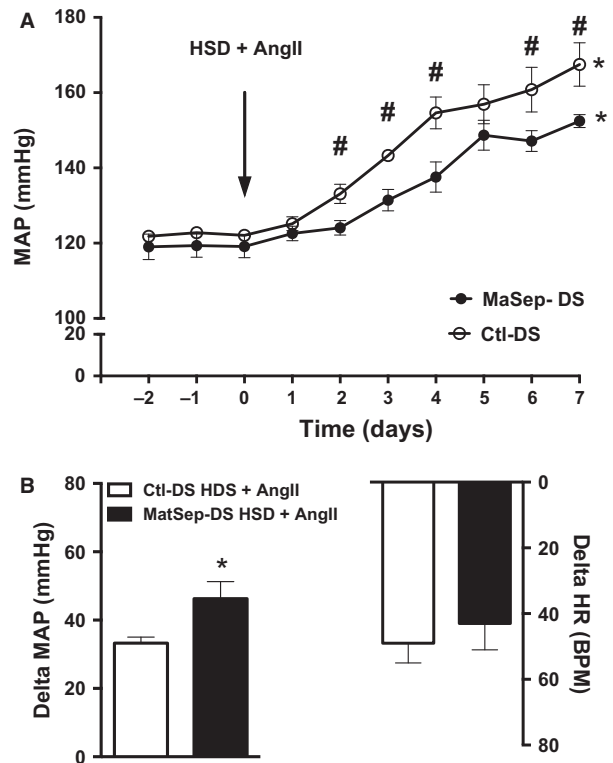 A
HSD + AngII
# # # # #
* *
MAP (mmHg)
160
140
120
100
20
0
MaSep- DS
Ctl-DS
–2 –1 0 1 2 3 4 5 6 7
Time (days)
B
Ctl-DS HDS + AngII
MatSep-DS HSD + AngII
*
Delta MAP (mmHg)
80
60
40
20
0
Delta HR (BPM)
0
20
40
60
80